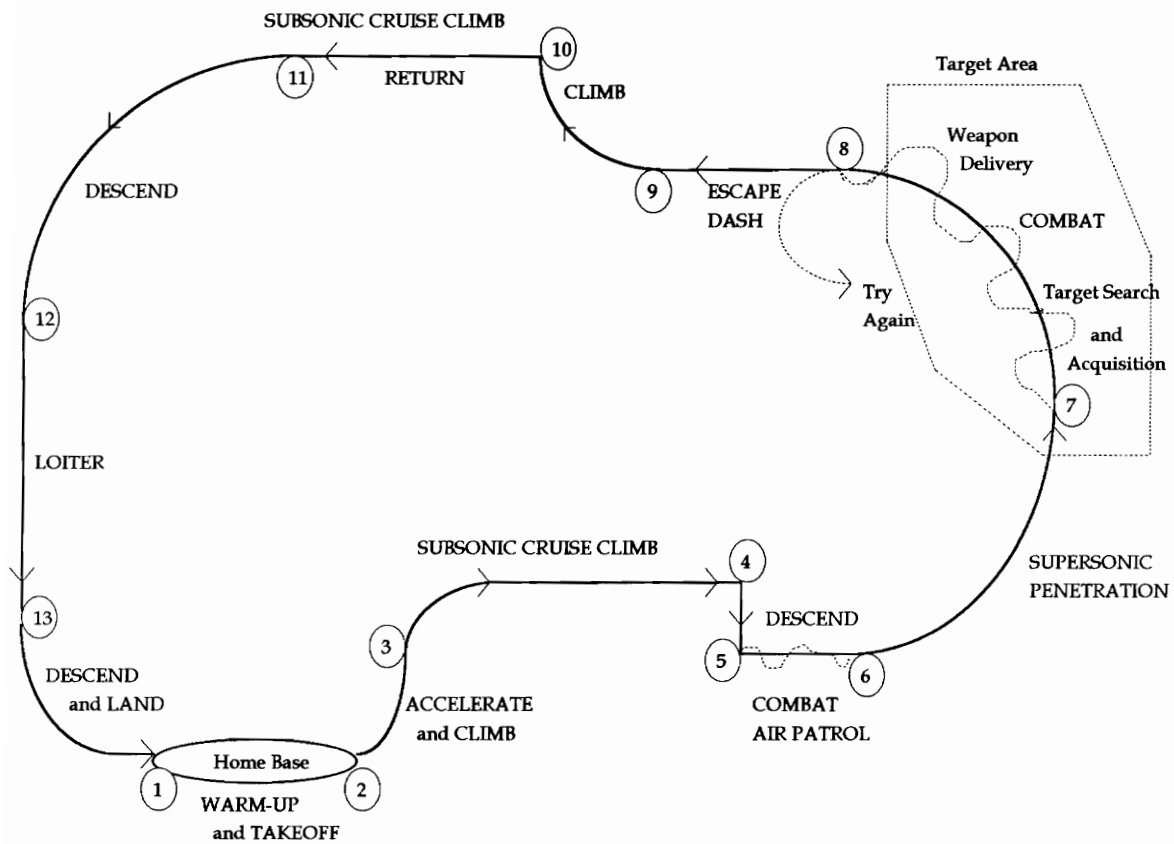 SUBSONIC CRUISE CLIMB
10
11
RETURN
CLIMB
Target Area
8
Weapon
Delivery
DESCEND
9
ESCAPE
DASH
COMBAT
Try
Again
Target Search
and
Acquisition
12
7
LOITER
SUBSONIC CRUISE CLIMB
4
SUPERSONIC
PENETRATION
13
3
DESCEND
5
6
DESCEND
and LAND
ACCELERATE
and CLIMB
COMBAT
AIR PATROL
Home Base
1
2
WARM-UP
and TAKEOFF